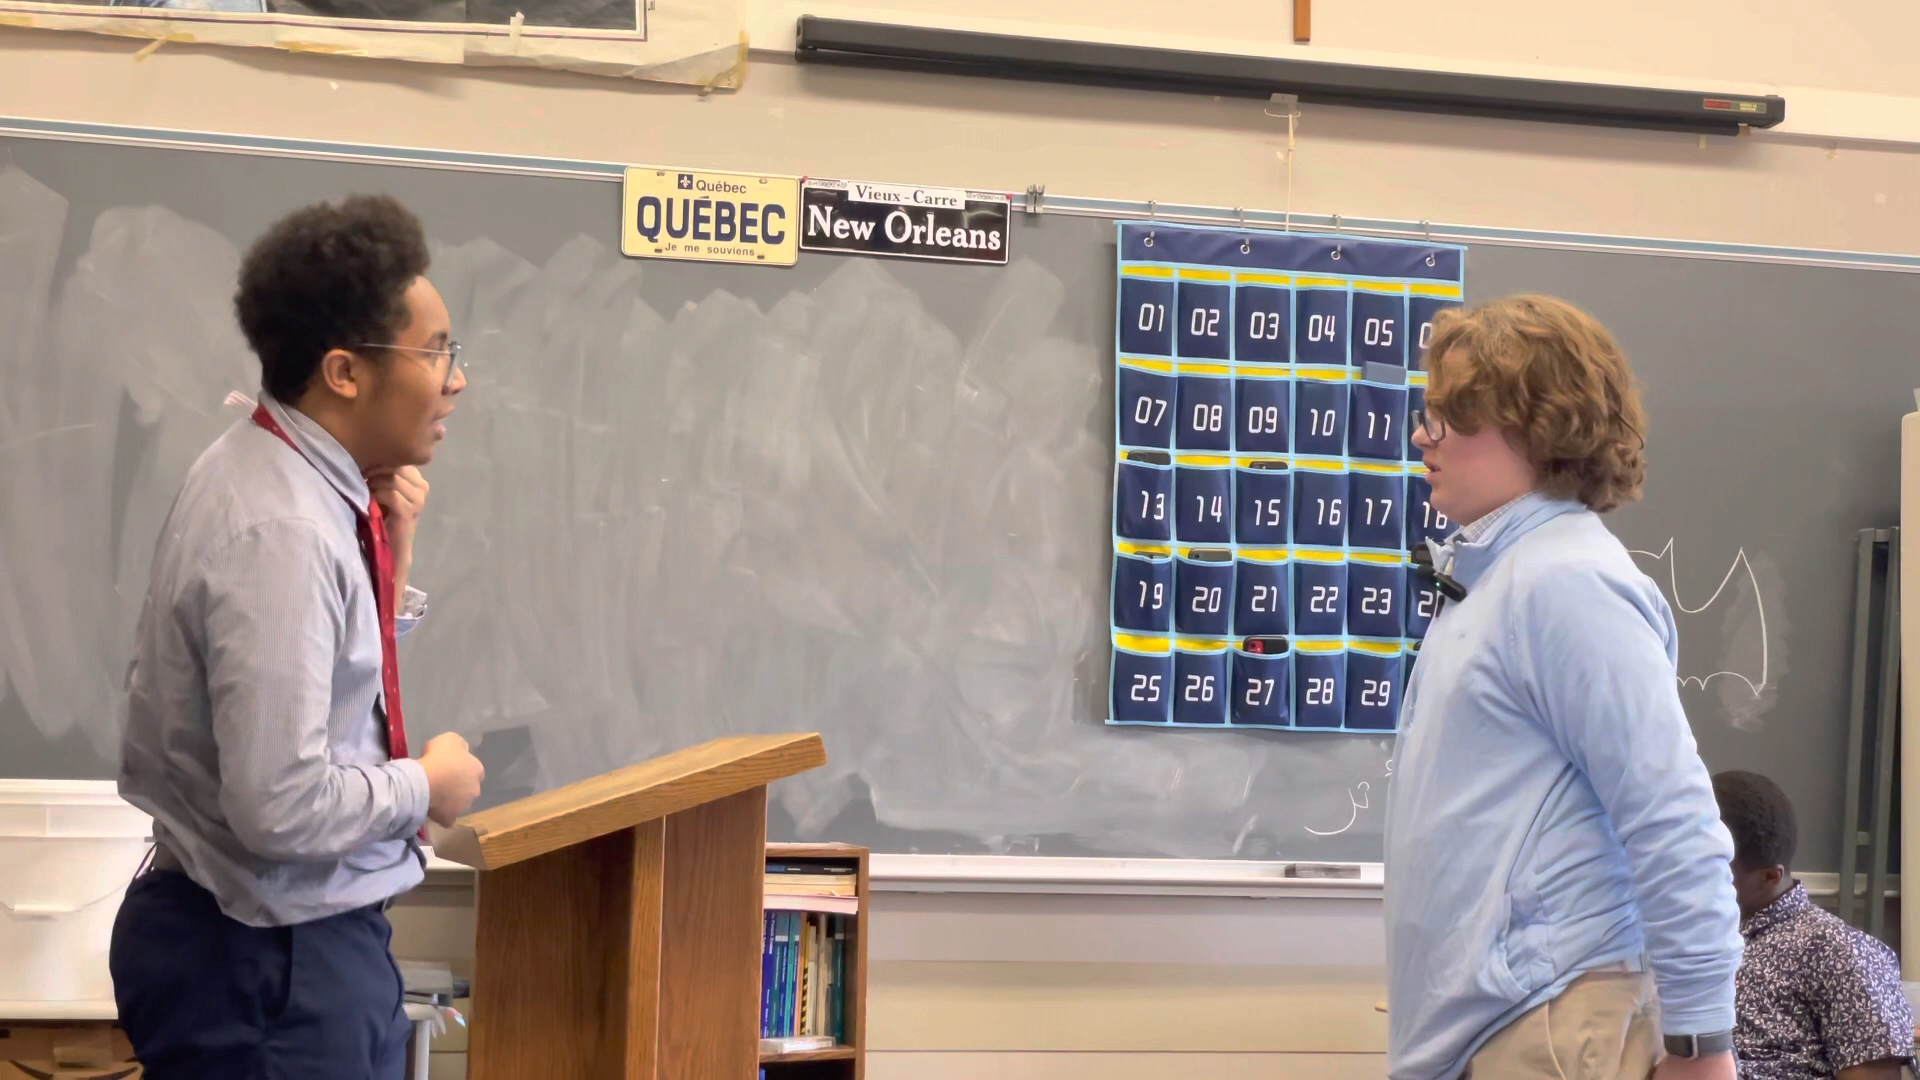 Québec
QUÉBEC
Je me souviens
Vieux-Carre
New Orleans
01 02 03 04 05
07 08 09 10 11
13 14 15 16 17 18
19 20 21 22 23
25 26 27 28 29